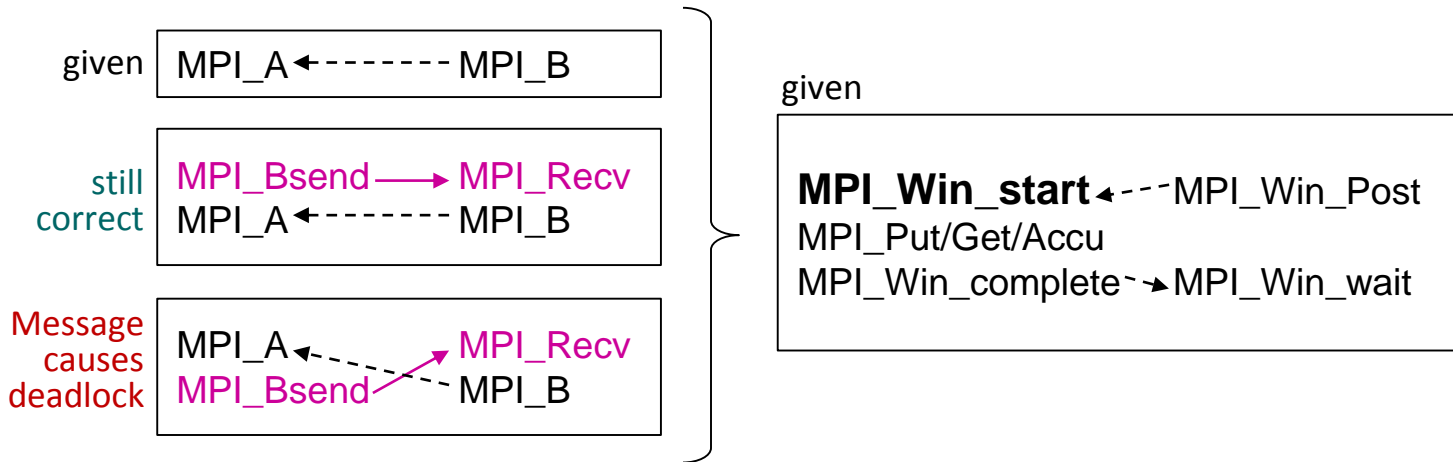 given
MPI_A MPI_B
still
correct
MPI_Bsend MPI_Recv
MPI_A MPI_B
Message
causes
deadlock
MPI_A MPI_Recv
MPI_Bsend MPI_B
given
MPI_Win_start MPI_Win_Post
MPI_Put/Get/Accu
MPI_Win_complete MPI_Win_wait